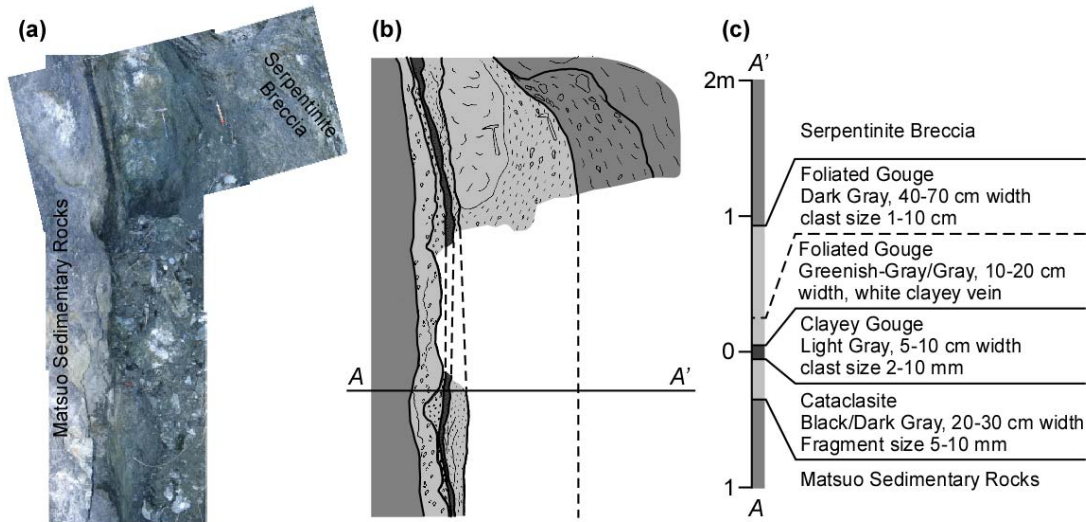 (a)
Serpentinite
Breccia
Matsuo Sedimentary Rocks
(b)
A
A’
(c)
A’
2m
1
0
1
A
Serpentinite Breccia
Foliated Gouge
Dark Gray, 40-70 cm width
clast size 1-10 cm
Foliated Gouge
Greenish-Gray/Gray, 10-20 cm
width, white clayey vein
Clayey Gouge
Light Gray, 5-10 cm width
clast size 2-10 mm
Cataclasite
Black/Dark Gray, 20-30 cm width
Fragment size 5-10 mm
Matsuo Sedimentary Rocks